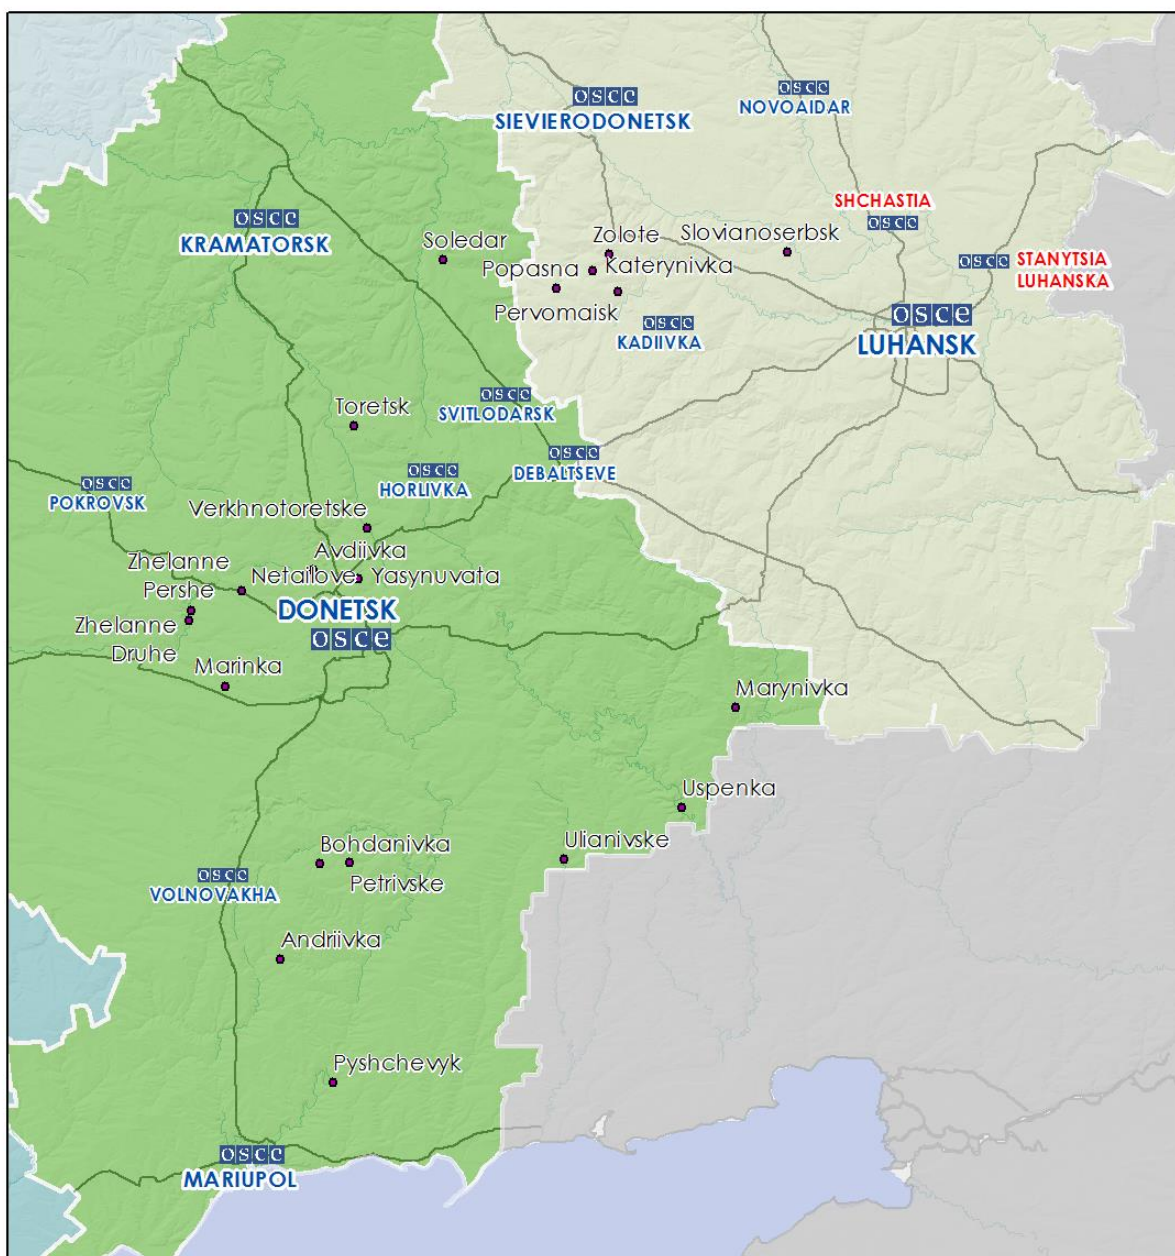 osce
SIEVIERODONETSK
osce
NOVOAIDAR
SHCHASTIA
osce
osce
KRAMATORSK
Soledar
Zolote
Slovianoserbsk
Popasna
Katerynivka
Pervomaisk
osce
STANYTSIA
LUHANSKA
osce
KADIIVKA
osce
LUHANSK
osce
SVITLODARSK
Toretsk
osce
DEBALTSEVE
osce
HORLIVKA
osce
POKROVSK
Verkhnotoretske
Avdiivka
Zhelanne
Pershe
Netailove
Yasynuvata
DONETSK
osce
Zhelanne
Druhe
Marinka
Marynivka
Uspenka
Ulianivske
Bohdanivka
Petrivske
osce
VOLNOVAKHA
Andriivka
Pyshchevyk
osce
MARIUPOL